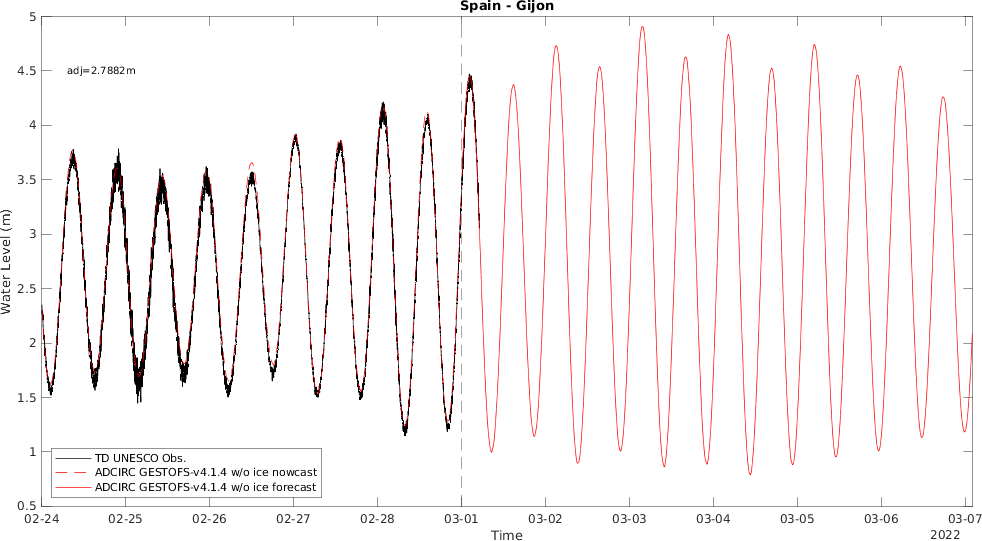 Spain - Gijon
5
4.5
4
3.5
3
2.5
2
1.5
1
0.5
Water Level (m)
adj=2.7882m
TD UNESCO Obs.
ADCIRC GESTOFS-v4.1.4 w/o ice nowcast
ADCIRC GESTOFS-v4.1.4 w/o ice forecast
02-24 02-25 02-26 02-27 02-28 03-01 03-02 03-03 03-04 03-05 03-06 03-07
Time
2022